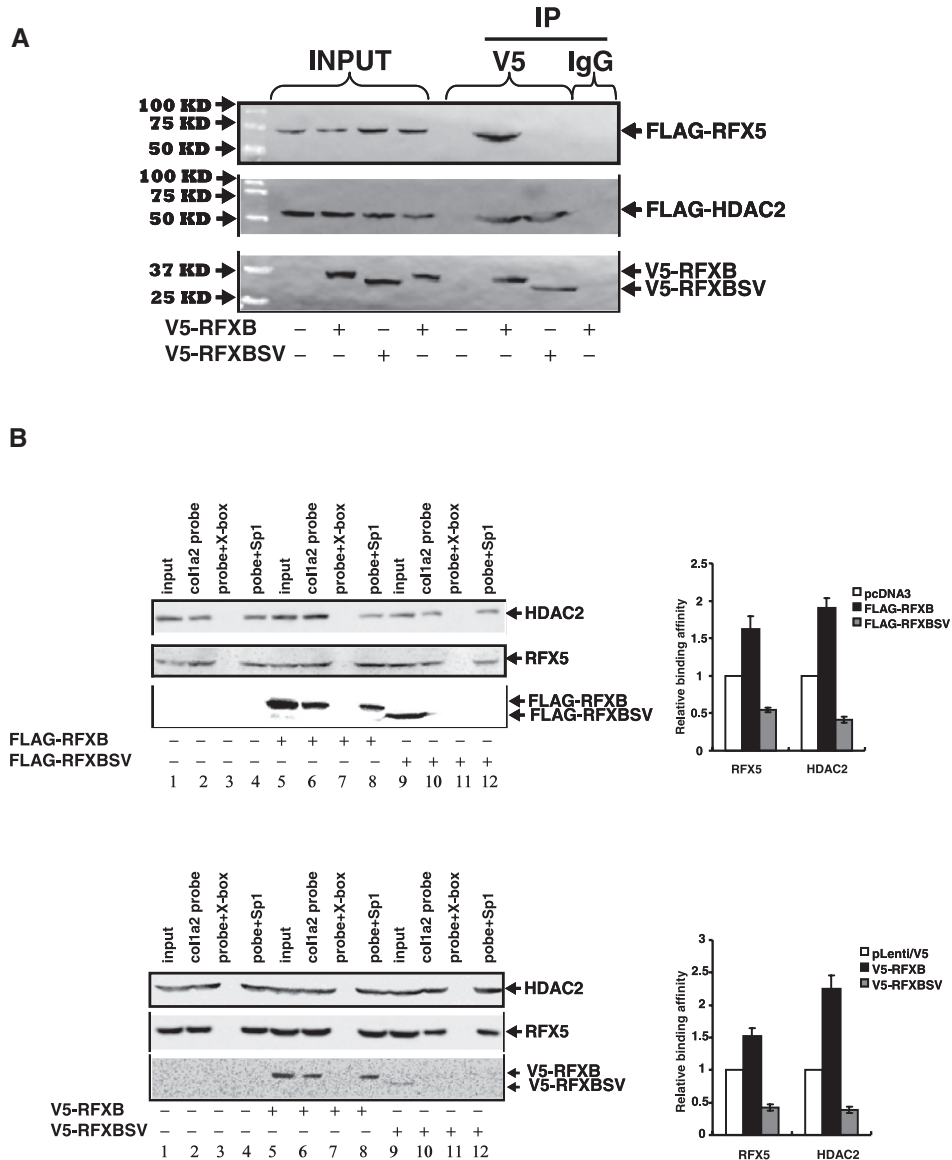 A
IP
INPUT V5 IgG
100 KD
75 KD
50 KD
FLAG-RFX5
100 KD
75 KD
50 KD
FLAG-HDAC2
37 KD
25 KD
V5-RFXB
V5-RFXBSV
V5-RFXB − + − + − + − +
V5-RFXBSV − − + − − − + −
B
input
col1a2 probe
probe+X-box
pobe+Sp1
input
col1a2 probe
probe+X-box
pobe+Sp1
input
col1a2 probe
probe+X-box
pobe+Sp1
HDAC2
RFX5
FLAG-RFXB
FLAG-RFXBSV
FLAG-RFXB − − − − + + + + − − − −
FLAG-RFXBSV − − − − − − − − + + + +
1 2 3 4 5 6 7 8 9 10 11 12
Relative binding affinity
2.5
2
1.5
1
0.5
0
pcDNA3
FLAG-RFXB
FLAG-RFXBSV
RFX5 HDAC2
input
col1a2 probe
probe+X-box
pobe+Sp1
input
col1a2 probe
probe+X-box
pobe+Sp1
input
col1a2 probe
probe+X-box
pobe+Sp1
HDAC2
RFX5
V5-RFXB
V5-RFXBSV
V5-RFXB − − − − + + + + − − − −
V5-RFXBSV − − − − − − − − + + + +
1 2 3 4 5 6 7 8 9 10 11 12
Relative binding affinity
3
2.5
2
1.5
1
0.5
0
pLenti/V5
V5-RFXB
V5-RFXBSV
RFX5 HDAC2